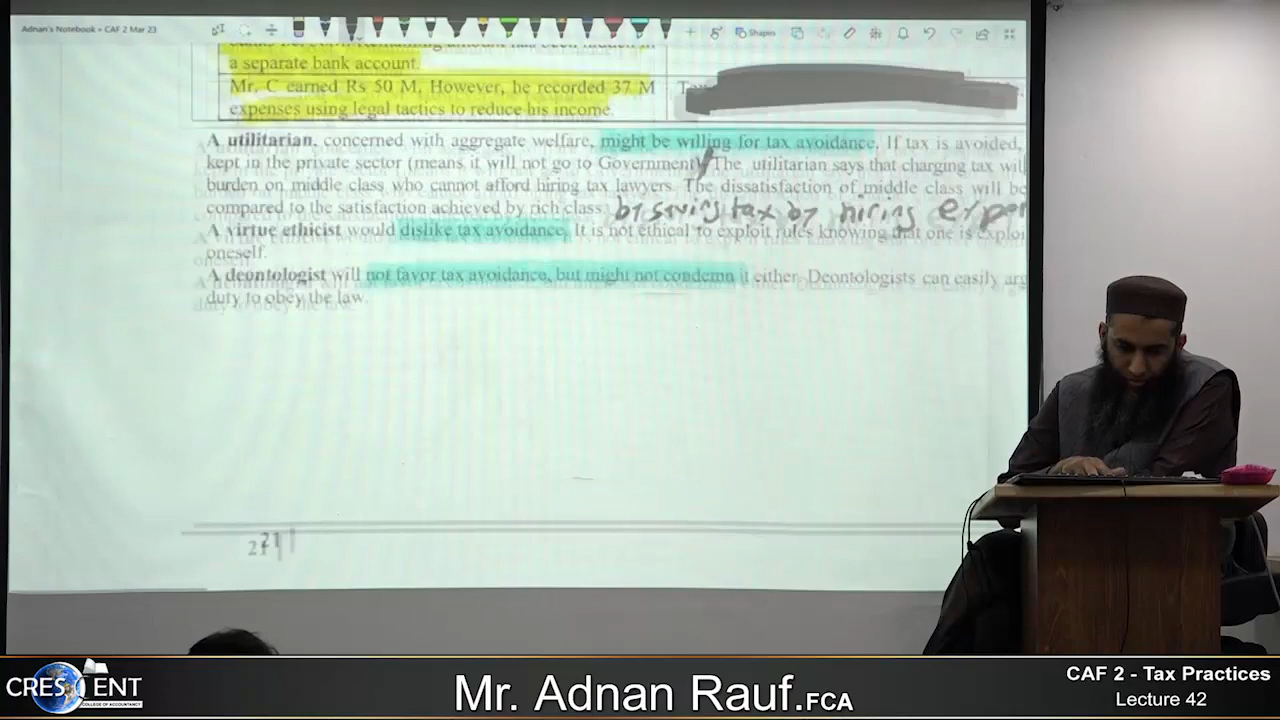 Adnan's Notebook » CAF 2 Mar 23
Shapes
a separate bank account.
Mr. C earned Rs 50 M. However, he recorded 37 M
expenses using legal tactics to reduce his income.
A utilitarian, concerned with aggregate welfare, might be willing for tax avoidance. If tax is avoided,
kept in the private sector (means it will not go to Government) The utilitarian says that charging tax will
burden on middle class who cannot afford hiring tax lawyers. The dissatisfaction of middle class will be
compared to the satisfaction achieved by rich class by saving tax by hiring exper
A virtue ethicist would dislike tax avoidance. It is not ethical to exploit rules knowing that one is exploi
oneself.
A deontologist will not favor tax avoidance, but might not condemn it either. Deontologists can easily arg
duty to obey the law.
21
CRESCENT
COLLEGE OF ACCOUNTANCY
Mr. Adnan Rauf.FCA
CAF 2 - Tax Practices
Lecture 42